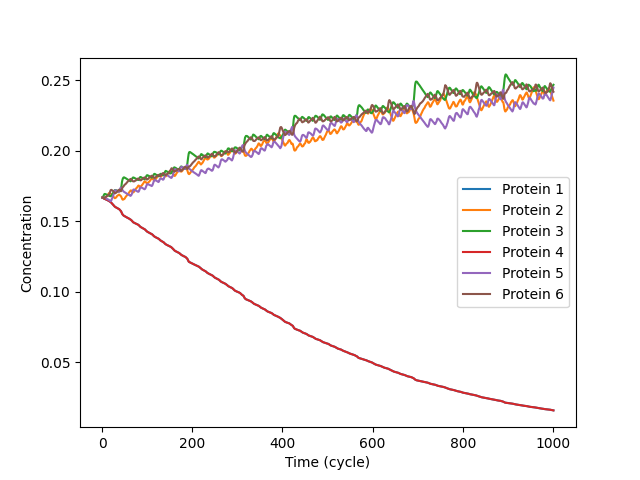 0.25
0.20
0.15
0.10
0.05
Concentration
Protein 1
Protein 2
Protein 3
Protein 4
Protein 5
Protein 6
0 200 400 600 800 1000
Time (cycle)